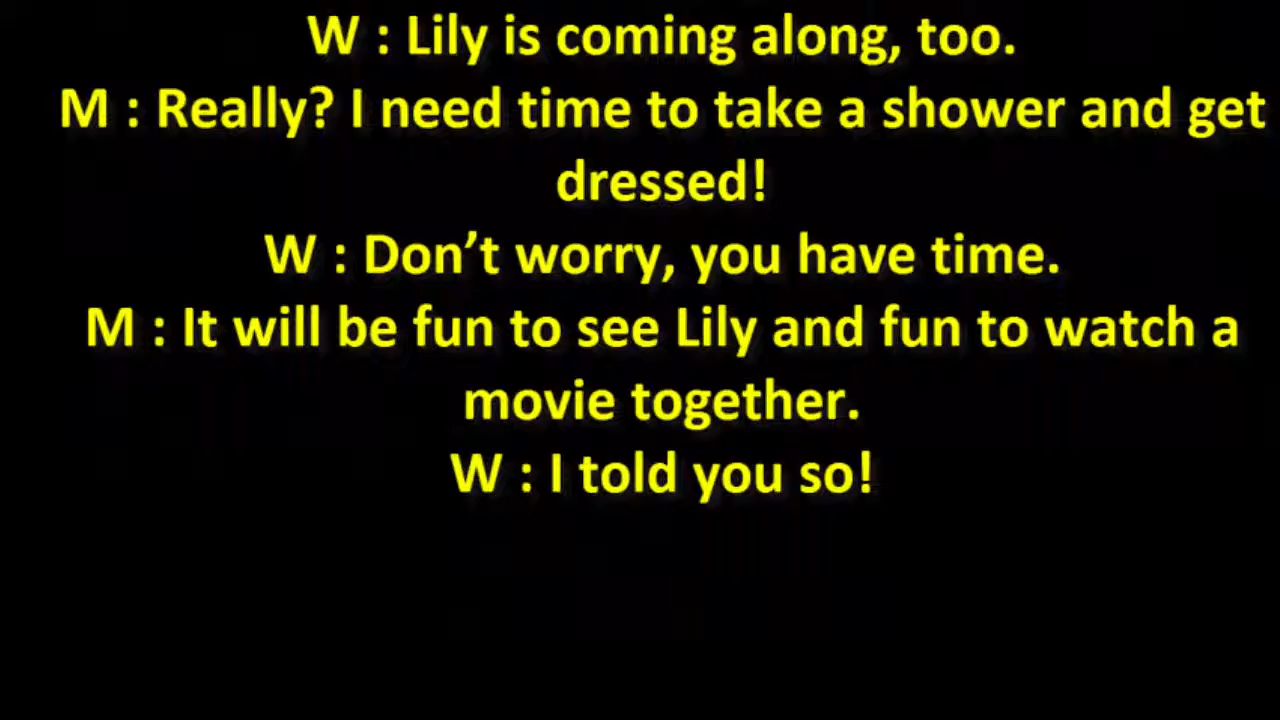 W : Lily is coming along, too.
M : Really? I need time to take a shower and get
dressed!
W : Don’t worry, you have time.
M : It will be fun to see Lily and fun to watch a
movie together.
W : I told you so!